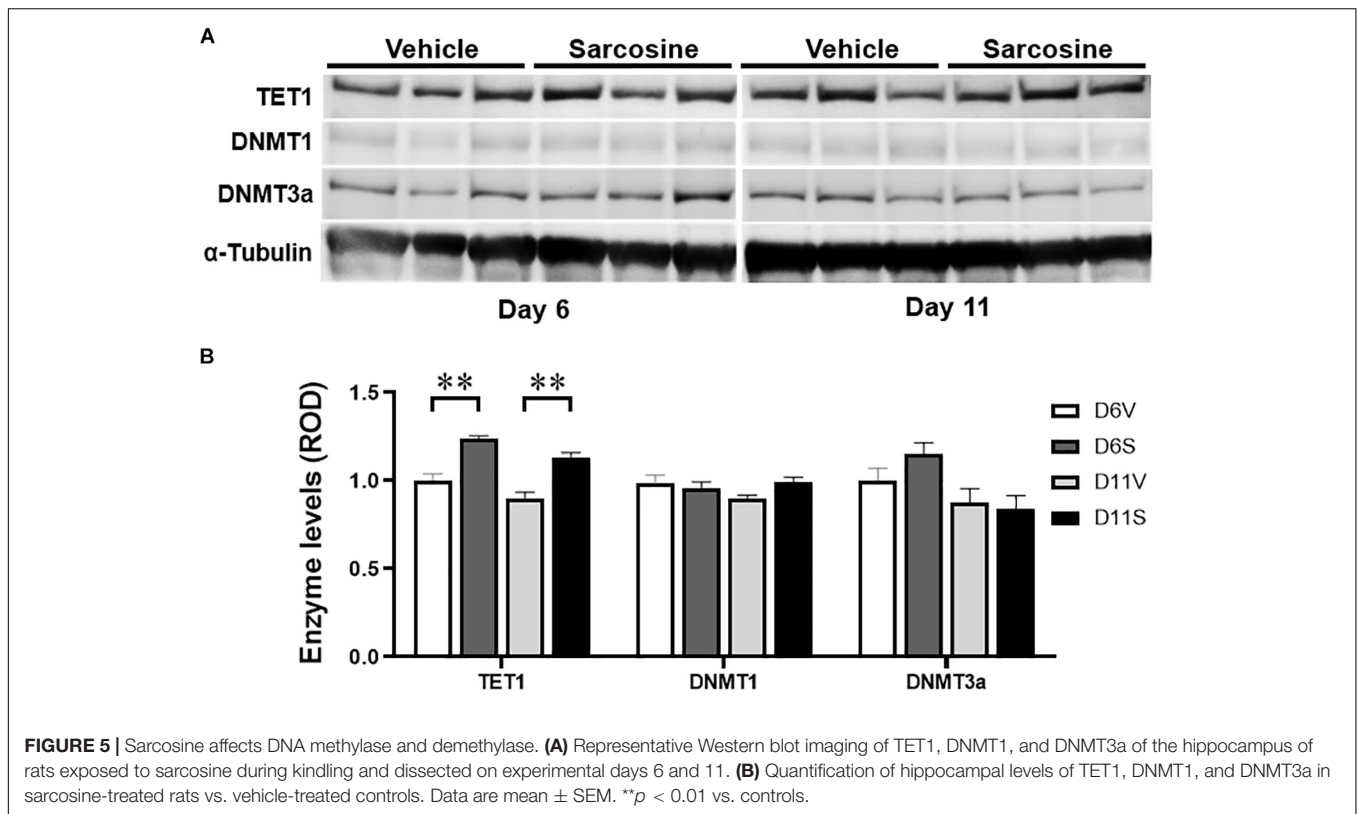 A
Vehicle Sarcosine Vehicle Sarcosine
TET1
DNMT1
DNMT3a
α-Tubulin
Day 6 Day 11
B
Enzyme levels (ROD)
1.5
1.0
0.5
0.0
** **
TET1 DNMT1 DNMT3a
D6V
D6S
D11V
D11S
FIGURE 5 | Sarcosine affects DNA methylase and demethylase. (A) Representative Western blot imaging of TET1, DNMT1, and DNMT3a of the hippocampus of
rats exposed to sarcosine during kindling and dissected on experimental days 6 and 11. (B) Quantification of hippocampal levels of TET1, DNMT1, and DNMT3a in
sarcosine-treated rats vs. vehicle-treated controls. Data are mean ± SEM. **p < 0.01 vs. controls.